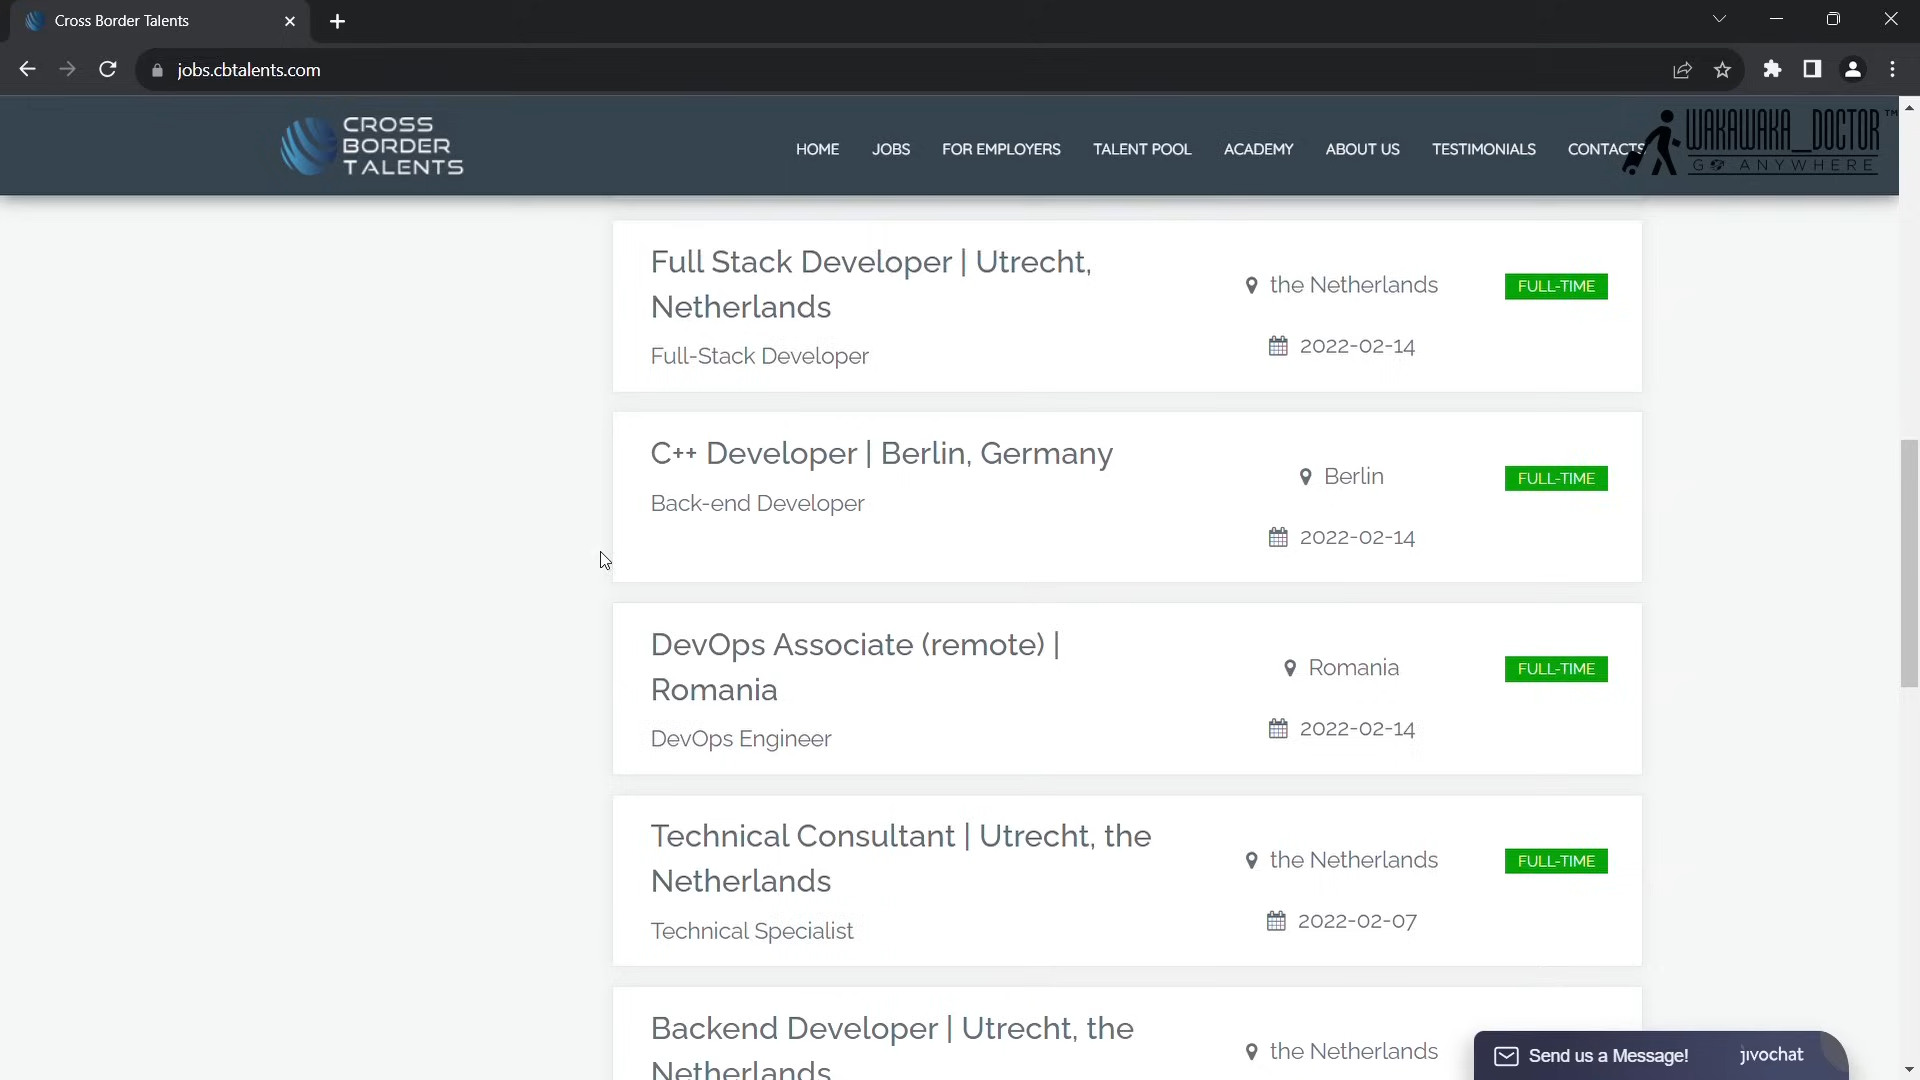 Cross Border Talents
jobs.cbtalents.com
CROSS
BORDER
TALENTS
HOME JOBS FOR EMPLOYERS TALENT POOL ACADEMY ABOUT US TESTIMONIALS CONTACTS
WAKAWAKA_DOCTOR™
GO ANYWHERE
Full Stack Developer | Utrecht,
Netherlands
Full-Stack Developer
the Netherlands
2022-02-14
FULL-TIME
C++ Developer | Berlin, Germany
Back-end Developer
Berlin
2022-02-14
FULL-TIME
DevOps Associate (remote) |
Romania
DevOps Engineer
Romania
2022-02-14
FULL-TIME
Technical Consultant | Utrecht, the
Netherlands
Technical Specialist
the Netherlands
2022-02-07
FULL-TIME
Backend Developer | Utrecht, the
Netherlands
the Netherlands
Send us a Message! jivochat